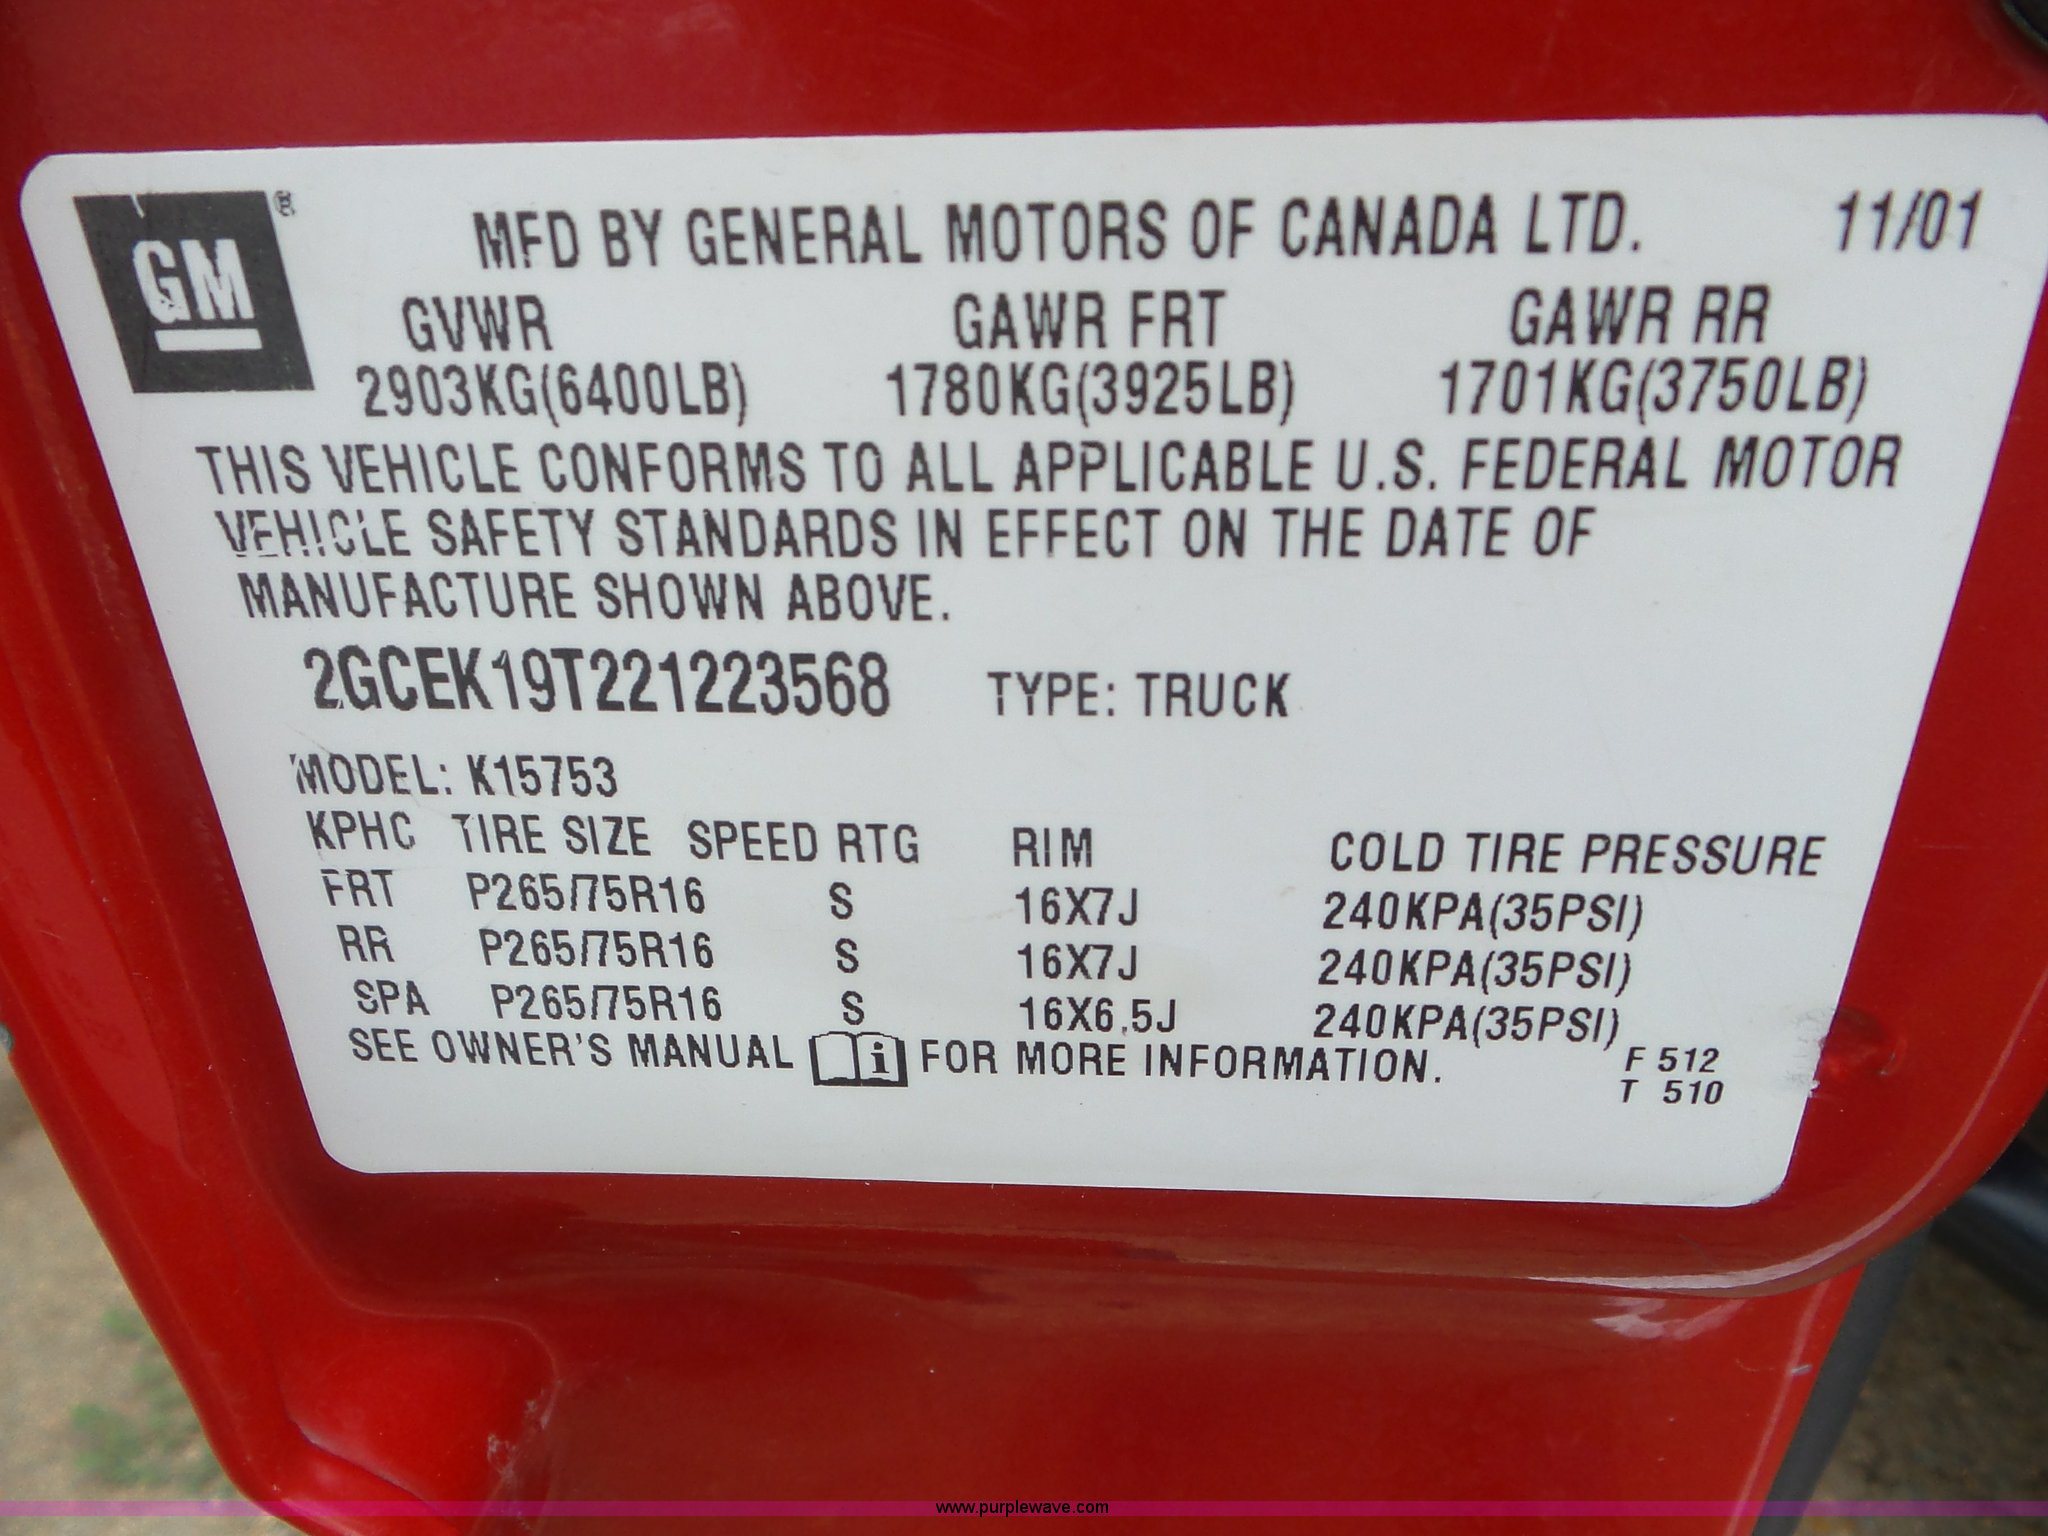 GM ®
MFD BY GENERAL MOTORS OF CANADA LTD. 11/01
GVWR GAWR FRT GAWR RR
2903KG(6400LB) 1780KG(3925LB) 1701KG(3750LB)
THIS VEHICLE CONFORMS TO ALL APPLICABLE U.S. FEDERAL MOTOR
VEHICLE SAFETY STANDARDS IN EFFECT ON THE DATE OF
MANUFACTURE SHOWN ABOVE.
2GCEK19T221223568 TYPE: TRUCK
MODEL: K15753
KPHC TIRE SIZE SPEED RTG RIM COLD TIRE PRESSURE
FRT P265/75R16 S 16X7J 240KPA(35PSI)
RR P265/75R16 S 16X7J 240KPA(35PSI)
SPA P265/75R16 S 16X6.5J 240KPA(35PSI)
SEE OWNER'S MANUAL i FOR MORE INFORMATION.
F 512
T 510
www.purplewave.com